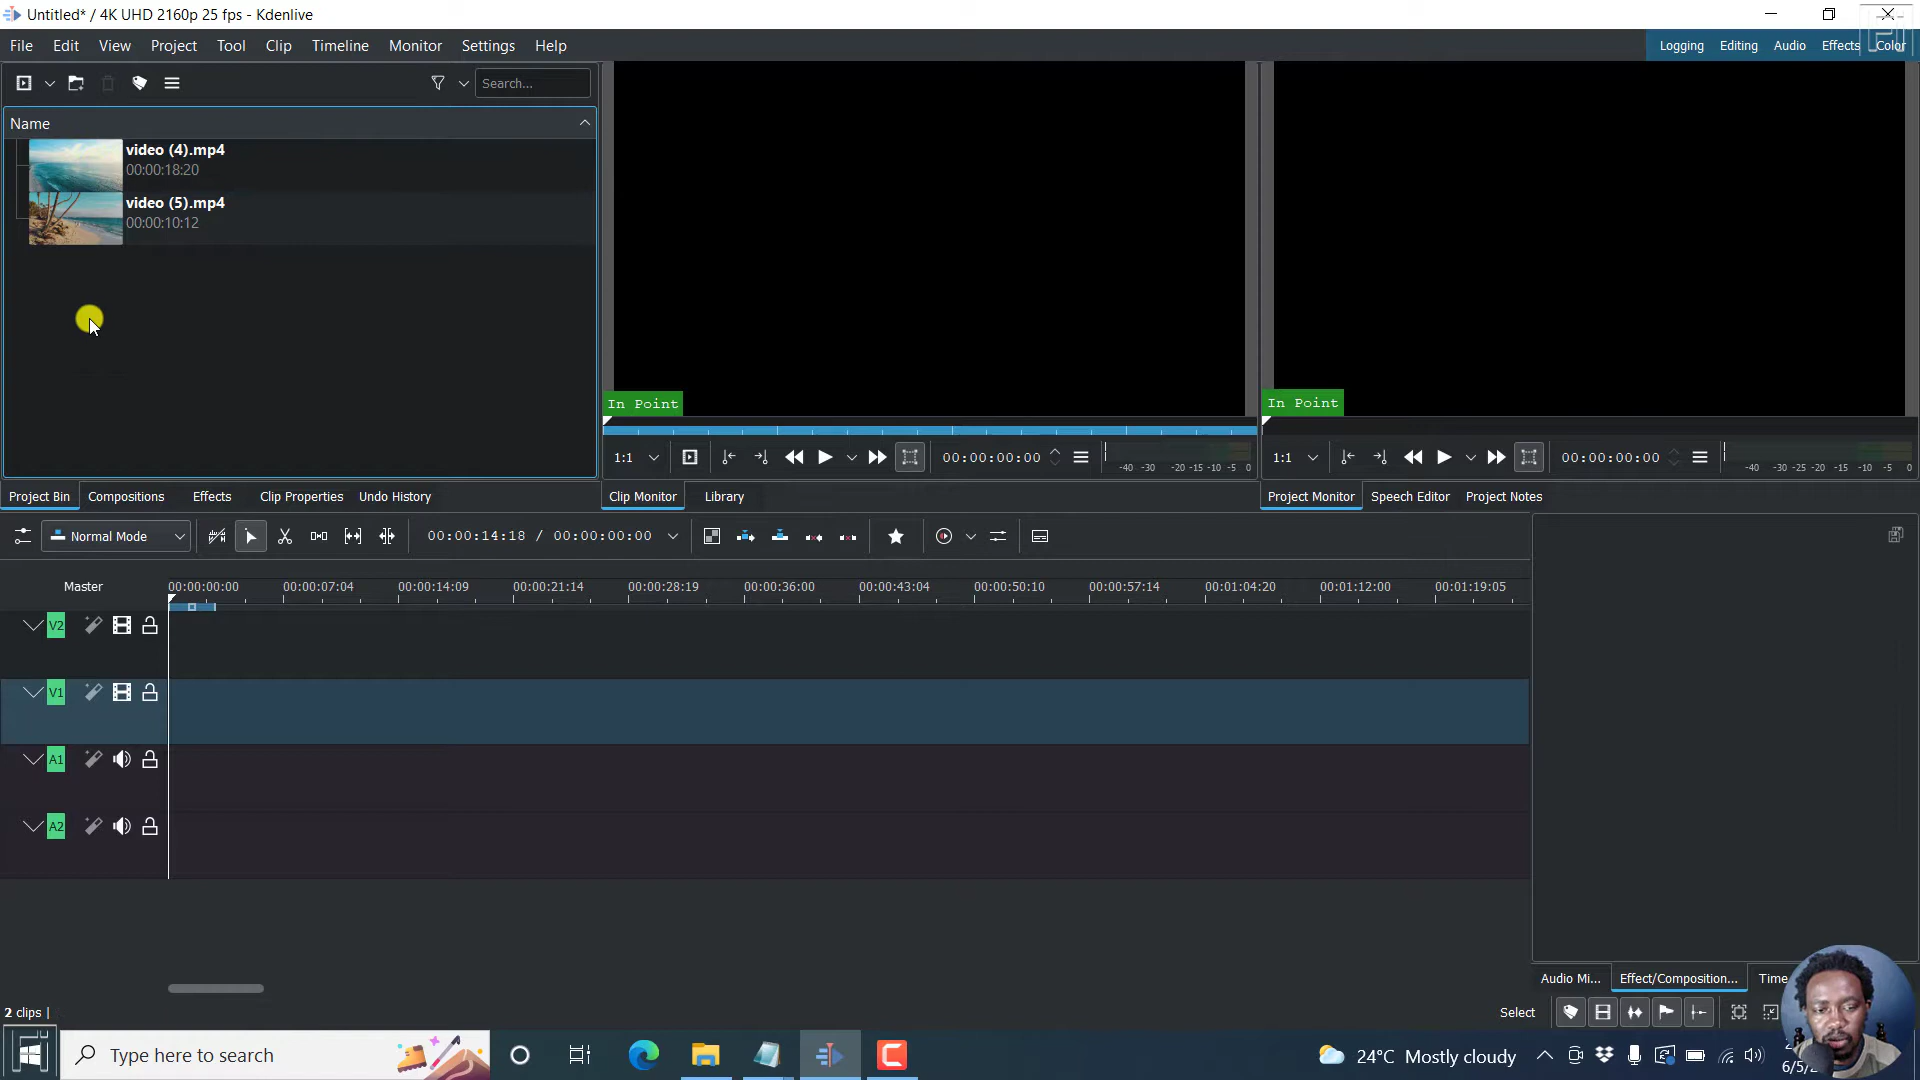 Untitled* / 4K UHD 2160p 25 fps - Kdenlive
File Edit View Project Tool Clip Timeline Monitor Settings Help
Logging Editing Audio Effects Color
Search...
Name
video (4).mp4
00:00:18:20
video (5).mp4
00:00:10:12
In Point
In Point
1:1
00:00:00:00
-40 -30 -20 -15 -10 -5 0
1:1
00:00:00:00
-40 -30 -25 -20 -15 -10 -5 0
Project Bin Compositions Effects Clip Properties Undo History
Clip Monitor Library
Project Monitor Speech Editor Project Notes
Normal Mode
00:00:14:18 / 00:00:00:00
Master
00:00:00:00 00:00:07:04 00:00:14:09 00:00:21:14 00:00:28:19 00:00:36:00 00:00:43:04 00:00:50:10 00:00:57:14 00:01:04:20 00:01:12:00 00:01:19:05
V2
V1
A1
A2
Audio Mi... Effect/Composition... Time
2 clips |
Select
Type here to search
24°C Mostly cloudy
6/5/2